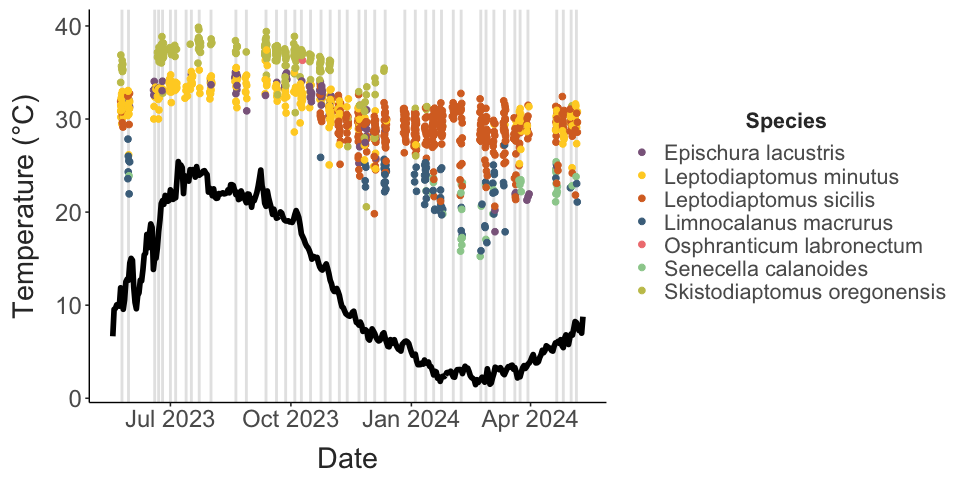 40
30
20
10
0
Temperature (°C)
Jul 2023
Oct 2023
Jan 2024
Apr 2024
Date
Species
Epischura lacustris
Leptodiaptomus minutus
Leptodiaptomus sicilis
Limnocalanus macrurus
Osphranticum labronectum
Senecella calanoides
Skistodiaptomus oregonensis